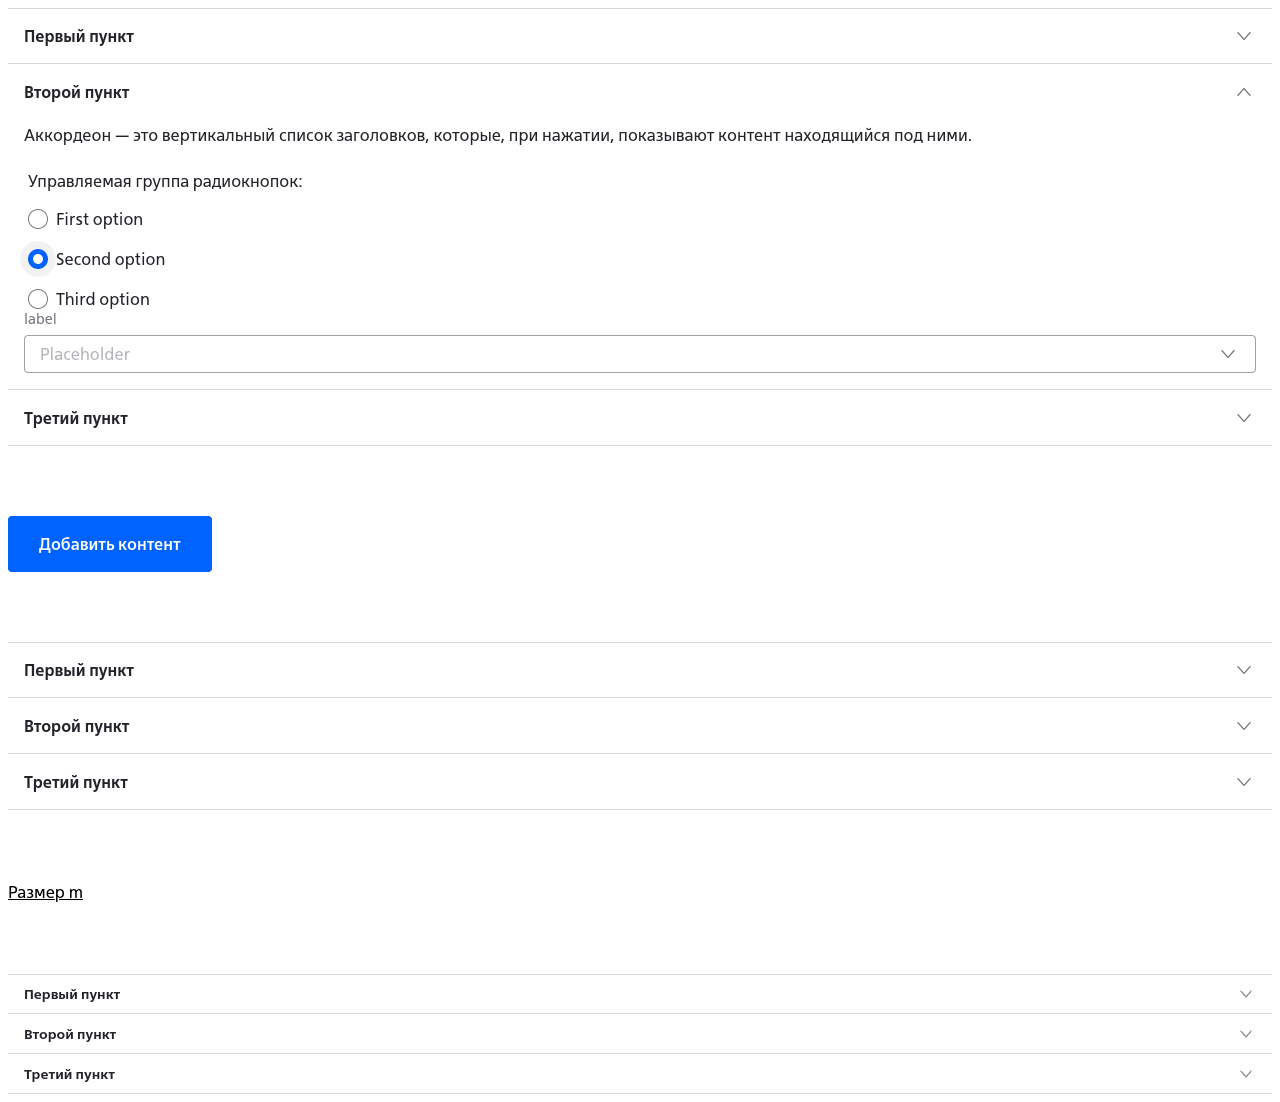 Первый пункт
Второй пункт
Аккордеон — это вертикальный список заголовков, которые, при нажатии, показывают контент находящийся под ними.
Управляемая группа радиокнопок:
First option
Second option
Third option
label
Placeholder
Третий пункт
Добавить контент
Первый пункт
Второй пункт
Третий пункт
Размер m
Первый пункт
Второй пункт
Третий пункт